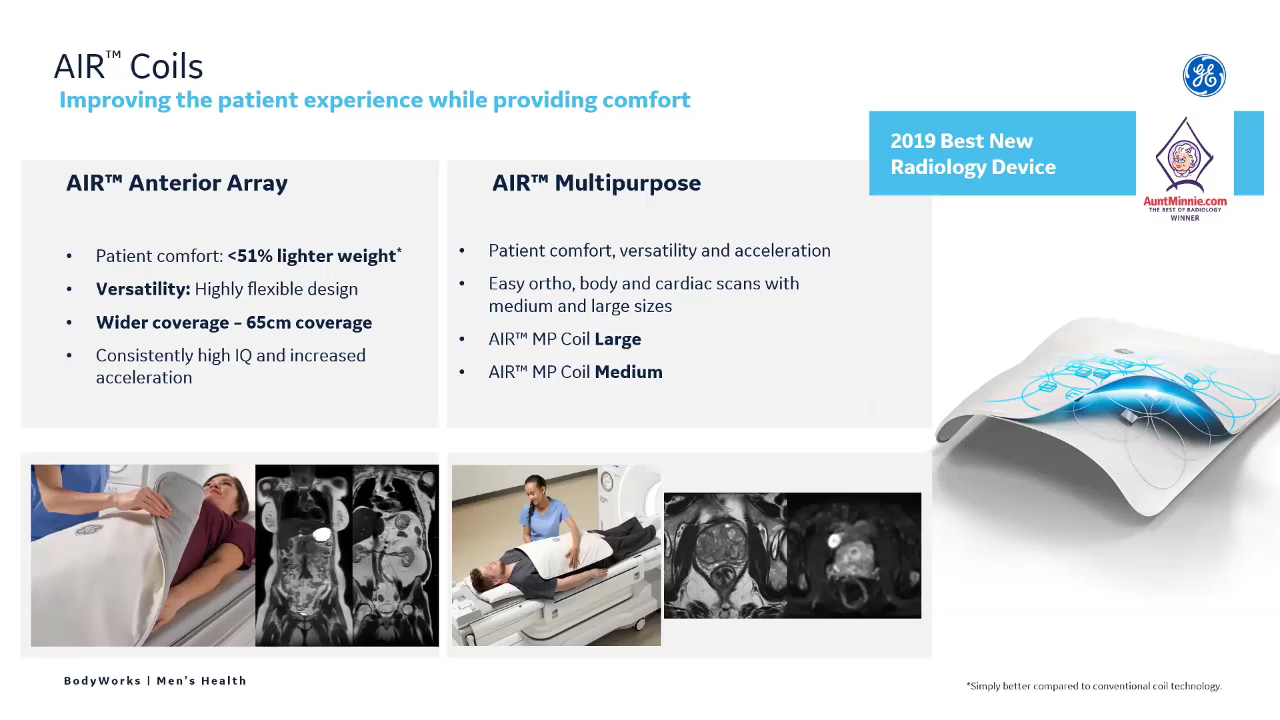 AIR™ Coils
Improving the patient experience while providing comfort
2019 Best New
Radiology Device
AuntMinnie.com
THE BEST OF RADIOLOGY
WINNER
AIR™ Anterior Array
• Patient comfort: <51% lighter weight*
• Versatility: Highly flexible design
• Wider coverage – 65cm coverage
• Consistently high IQ and increased
acceleration
AIR™ Multipurpose
• Patient comfort, versatility and acceleration
• Easy ortho, body and cardiac scans with
medium and large sizes
• AIR™ MP Coil Large
• AIR™ MP Coil Medium
BodyWorks | Men's Health
*Simply better compared to conventional coil technology.